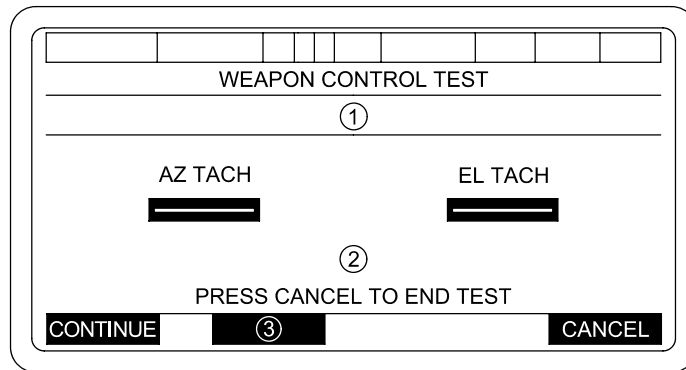 WEAPON CONTROL TEST
①
AZ TACH EL TACH
②
PRESS CANCEL TO END TEST
CONTINUE ③ CANCEL